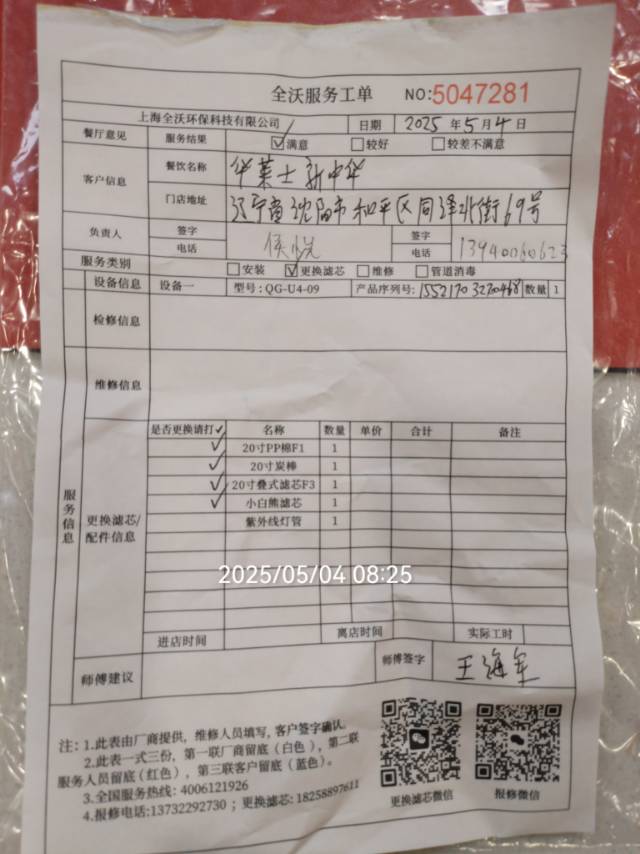 全沃服务工单 NO:5047281
上海全沃环保科技有限公司 日期 2025 年 5 月 4 日
餐厅意见 服务结果 ☑满意 □较好 □较差不满意
客户信息 餐饮名称 华莱士新中华
门店地址 辽宁省沈阳市和平区同泽北街69号
负责人 签字 电话 侯悦 签字 电话 13940060623
服务类别 □安装 ☑更换滤芯 □维修 □管道消毒
设备信息 设备一 型号:QG-U4-09 产品序列号: 数量 1
检修信息
维修信息
服务信息
更换滤芯/配件信息
是否更换请打✓ 名称 数量 单价 合计 备注
✓ 20寸PP棉F1 1
✓ 20寸炭棒 1
✓ 20寸叠式滤芯F3 1
✓ 小白熊滤芯 1
紫外线灯管 1
2025/05/04 08:25
进店时间 离店时间 实际工时
师傅建议 师傅签字 王海军
注:1.此表由厂商提供,维修人员填写,客户签字确认。
2.此表一式三份,第一联厂商留底(白色),第二联
服务人员留底(红色),第三联客户留底(蓝色)。
3.全国服务热线:4006121926
4.报修电话:13732292730;更换滤芯:18258897611
更换滤芯微信 报修微信